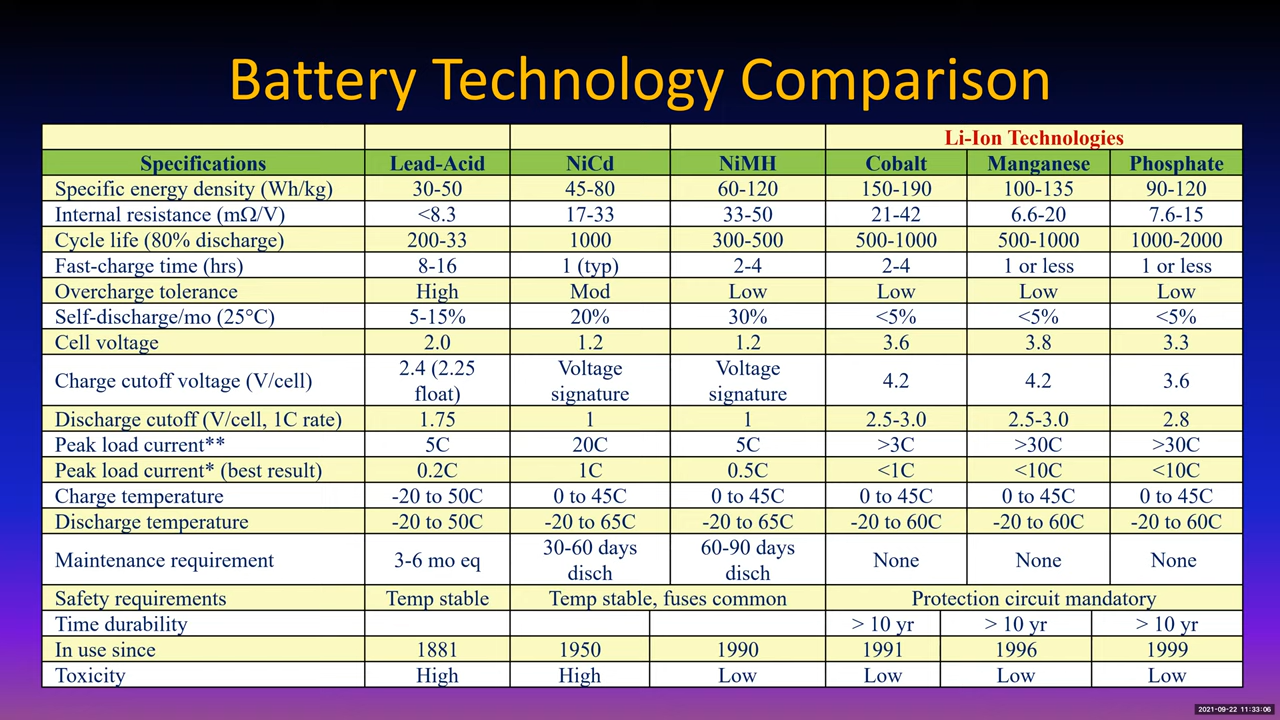 Battery Technology Comparison
Li-Ion Technologies
Specifications Lead-Acid NiCd NiMH Cobalt Manganese Phosphate
Specific energy density (Wh/kg) 30-50 45-80 60-120 150-190 100-135 90-120
Internal resistance (mΩ/V) <8.3 17-33 33-50 21-42 6.6-20 7.6-15
Cycle life (80% discharge) 200-33 1000 300-500 500-1000 500-1000 1000-2000
Fast-charge time (hrs) 8-16 1 (typ) 2-4 2-4 1 or less 1 or less
Overcharge tolerance High Mod Low Low Low Low
Self-discharge/mo (25°C) 5-15% 20% 30% <5% <5% <5%
Cell voltage 2.0 1.2 1.2 3.6 3.8 3.3
Charge cutoff voltage (V/cell) 2.4 (2.25 float) Voltage signature Voltage signature 4.2 4.2 3.6
Discharge cutoff (V/cell, 1C rate) 1.75 1 1 2.5-3.0 2.5-3.0 2.8
Peak load current** 5C 20C 5C >3C >30C >30C
Peak load current* (best result) 0.2C 1C 0.5C <1C <10C <10C
Charge temperature -20 to 50C 0 to 45C 0 to 45C 0 to 45C 0 to 45C 0 to 45C
Discharge temperature -20 to 50C -20 to 65C -20 to 65C -20 to 60C -20 to 60C -20 to 60C
Maintenance requirement 3-6 mo eq 30-60 days disch 60-90 days disch None None None
Safety requirements Temp stable Temp stable, fuses common Protection circuit mandatory
Time durability > 10 yr > 10 yr > 10 yr
In use since 1881 1950 1990 1991 1996 1999
Toxicity High High Low Low Low Low
2021-09-22 11:33:06